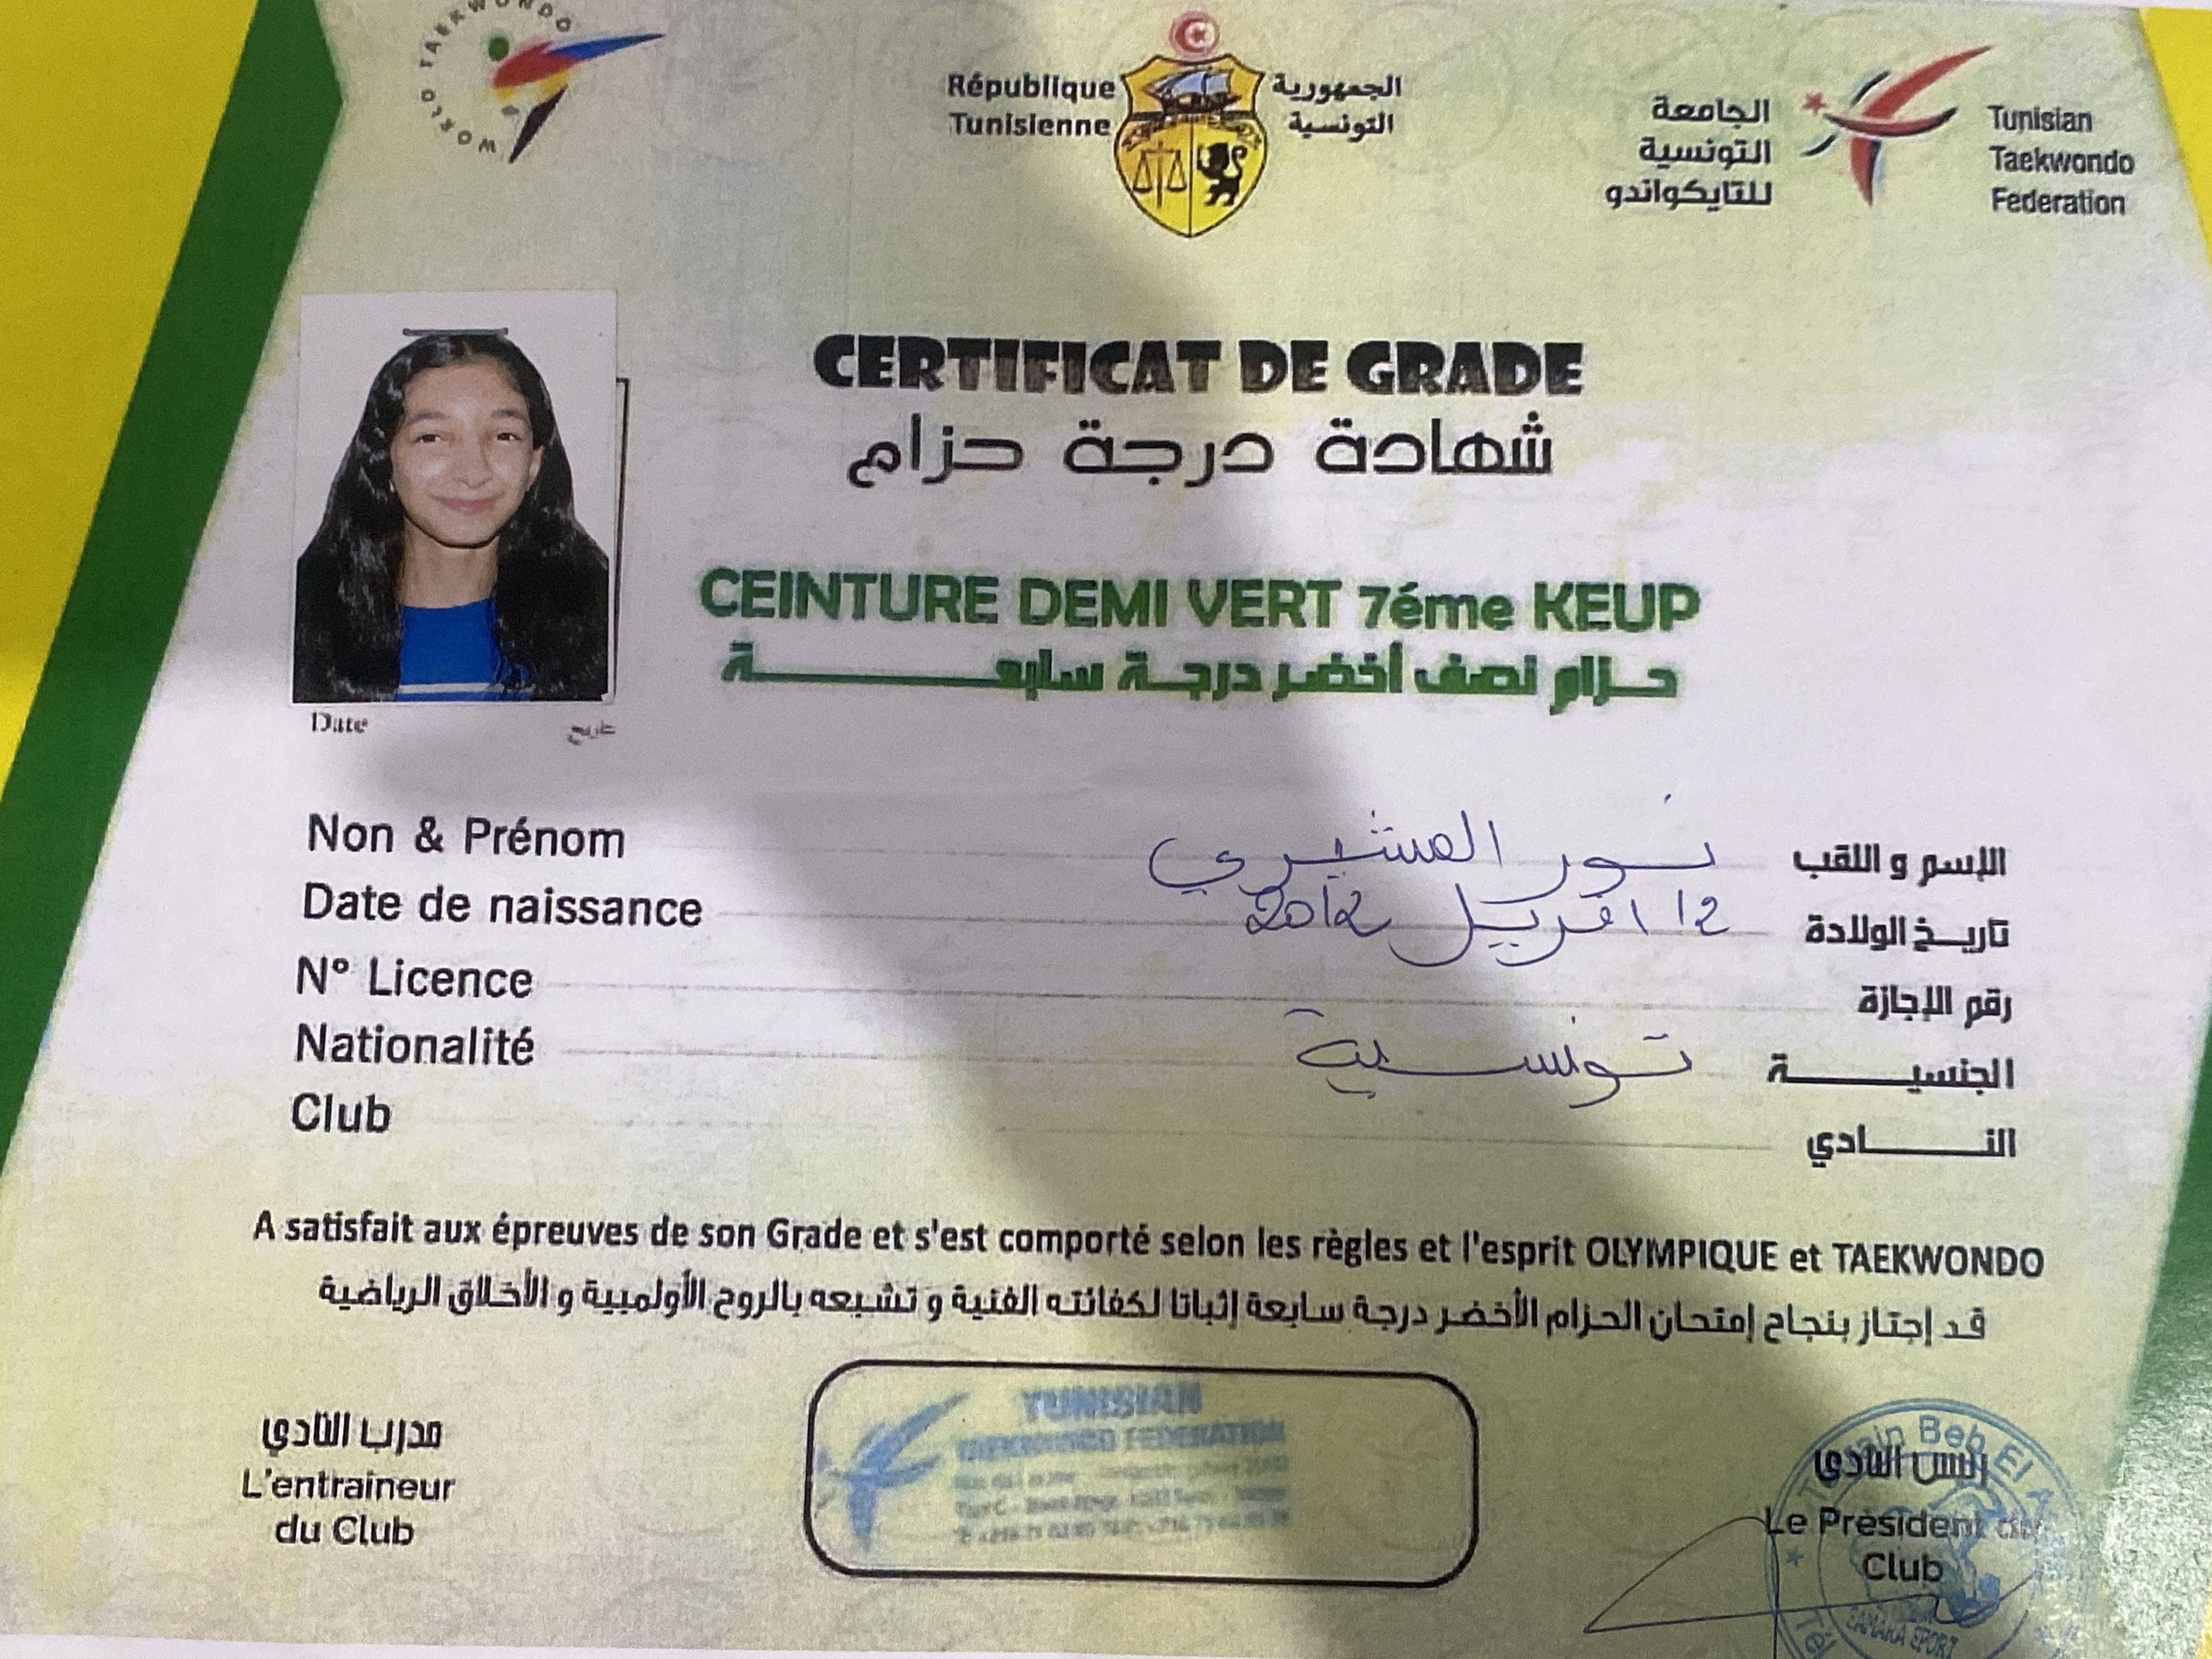 WORLD TAEKWONDO
République
Tunisienne
الجمهورية
التونسية
الجامعة
التونسية
للتايكواندو
Tunisian
Taekwondo
Federation
CERTIFICAT DE GRADE
شهادة درجة حزام
CEINTURE DEMI VERT 7éme KEUP
حزام نصف أخضر درجة سابعة
Date تاريخ
Non & Prénom نور المشيري الإسم و اللقب
Date de naissance 12 افريل 2012 تاريخ الولادة
N° Licence رقم الإجازة
Nationalité تونسية الجنسية
Club النادي
A satisfait aux épreuves de son Grade et s'est comporté selon les règles et l'esprit OLYMPIQUE et TAEKWONDO
قد إجتاز بنجاح إمتحان الحزام الأخضر درجة سابعة إثباتا لكفائته الفنية و تشبعه بالروح الأولمبية و الأخلاق الرياضية
مدرب النادي
L'entraineur
du Club
TUNISIAN
TAEKWONDO FEDERATION
رئيس النادي
Le Président du
Club
Beb El
SPORT
Tél